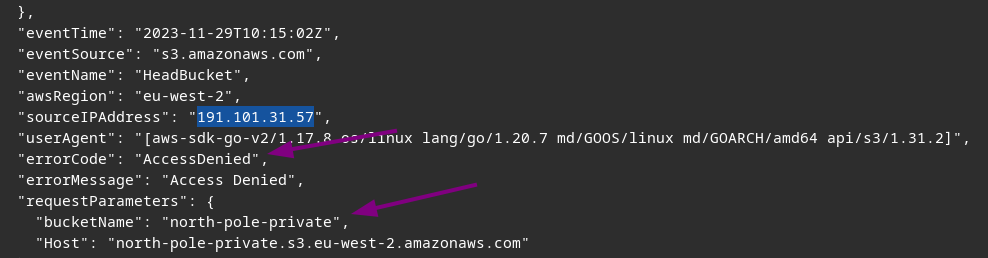 },
"eventTime": "2023-11-29T10:15:02Z",
"eventSource": "s3.amazonaws.com",
"eventName": "HeadBucket",
"awsRegion": "eu-west-2",
"sourceIPAddress": "191.101.31.57",
"userAgent": "[aws-sdk-go-v2/1.17.8 os/linux lang/go/1.20.7 md/GOOS/linux md/GOARCH/amd64 api/s3/1.31.2]",
"errorCode": "AccessDenied",
"errorMessage": "Access Denied",
"requestParameters": {
"bucketName": "north-pole-private",
"Host": "north-pole-private.s3.eu-west-2.amazonaws.com"